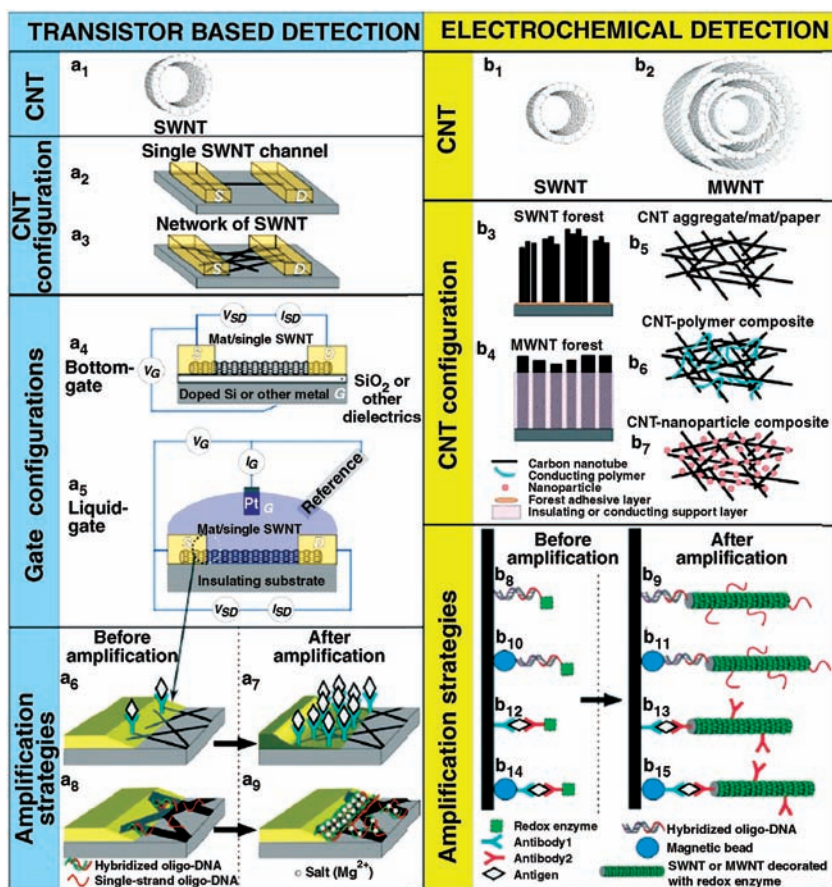 TRANSISTOR BASED DETECTION
CNT
a1
SWNT
CNT configuration
Single SWNT channel
a2
S
D
Network of SWNT
a3
S
D
Gate configurations
VSD
ISD
Mat/single SWNT
a4
Bottom-
gate
VG
S
D
SiO2 or
other
dielectrics
Doped Si or other metal
G
VG
IG
Reference
a5
Liquid-
gate
Pt
G
Mat/single SWNT
S
D
Insulating substrate
VSD
ISD
Amplification strategies
Before
amplification
After
amplification
a6
a7
a8
a9
Hybridized oligo-DNA
Single-strand oligo-DNA
Salt (Mg2+)
ELECTROCHEMICAL DETECTION
CNT
b1
b2
SWNT
MWNT
CNT configuration
SWNT forest
b3
CNT aggregate/mat/paper
b5
MWNT forest
b4
CNT-polymer composite
b6
CNT-nanoparticle composite
b7
Carbon nanotube
Conducting polymer
Nanoparticle
Forest adhesive layer
Insulating or conducting support layer
Amplification strategies
Before
amplification
After
amplification
b8
b9
b10
b11
b12
b13
b14
b15
Redox enzyme
Antibody1
Antibody2
Antigen
Hybridized oligo-DNA
Magnetic bead
SWNT or MWNT decorated
with redox enzyme